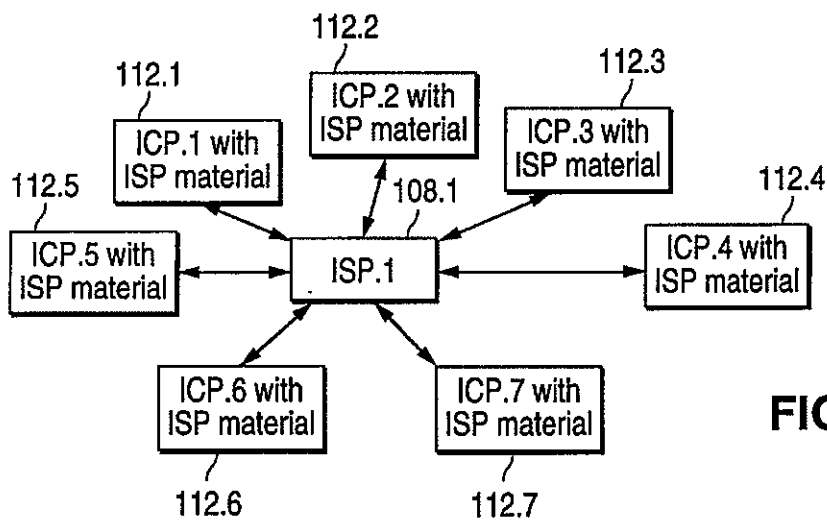 112.2
112.1
112.3
ICP.2 with
ISP material
ICP.1 with
ISP material
ICP.3 with
ISP material
112.5
108.1
112.4
ICP.5 with
ISP material
ISP.1
ICP.4 with
ISP material
ICP.6 with
ISP material
ICP.7 with
ISP material
FIG
112.6
112.7